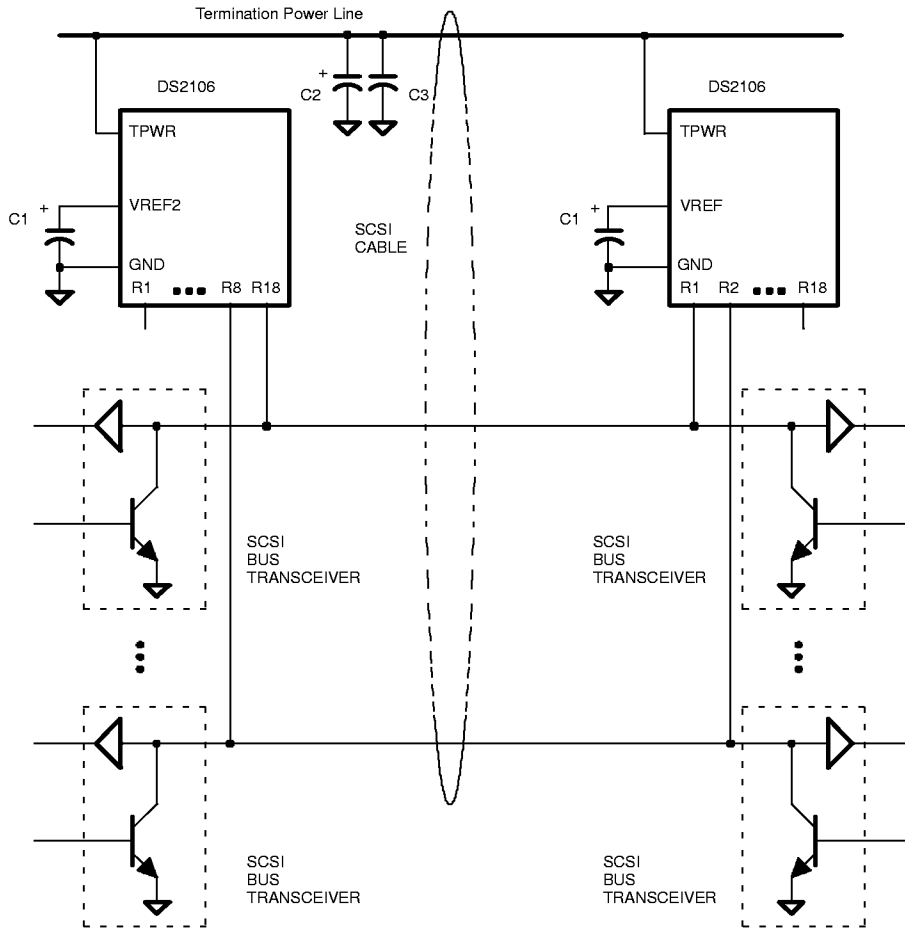 Termination Power Line
DS2106
+
C2
C3
DS2106
TPWR
TPWR
C1
+
VREF2
C1
+
VREF
SCSI
CABLE
GND
GND
R1
R8
R18
R1
R2
R18
SCSI
BUS
TRANSCEIVER
SCSI
BUS
TRANSCEIVER
SCSI
BUS
TRANSCEIVER
SCSI
BUS
TRANSCEIVER